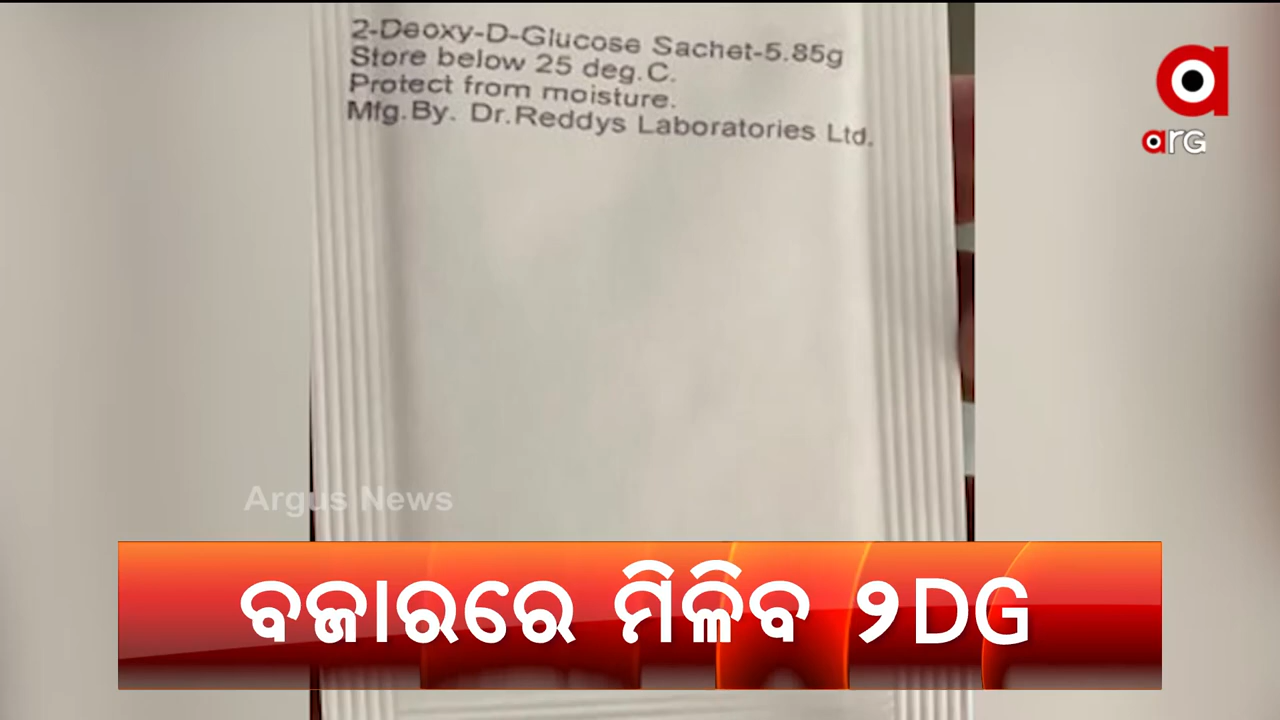 2-Deoxy-D-Glucose Sachet-5.85g
Store below 25 deg.C.
Protect from moisture.
Mfg.By. Dr.Reddys Laboratories Ltd.
a
arG
Argus News
ବଜାରରେ ମିଳିବ ୨DG